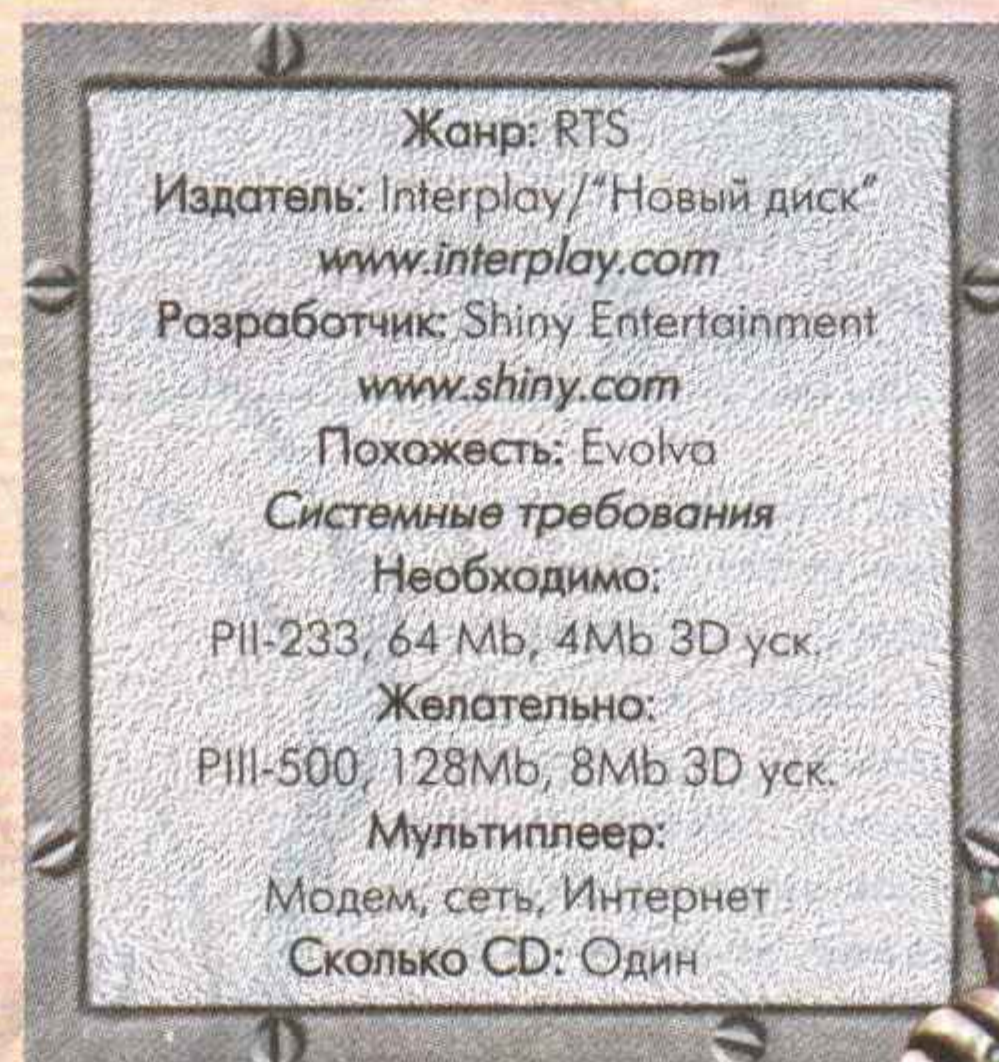 Жанр: RTS
Издатель: Interplay/"Новый диск"
www.interplay.com
Разработчик: Shiny Entertainment
www.shiny.com
Похожесть: Evolva
Системные требования
Необходимо:
PII-233, 64 Mb, 4Mb 3D уск.
Желательно:
PIII-500, 128Mb, 8Mb 3D уск.
Мультиплеер:
Модем, сеть, Интернет
Сколько CD: Один